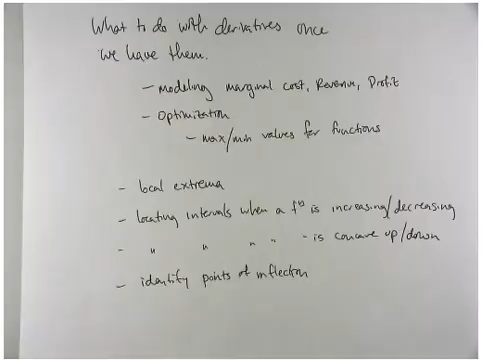 What to do with derivatives once
we have them.
- modeling marginal cost, Revenue, Profit
- Optimization
- max/min values for functions
- local extrema
- locating intervals when a fⁿ is increasing/decreasing
- " " " " - is concave up/down
- identify points of inflection